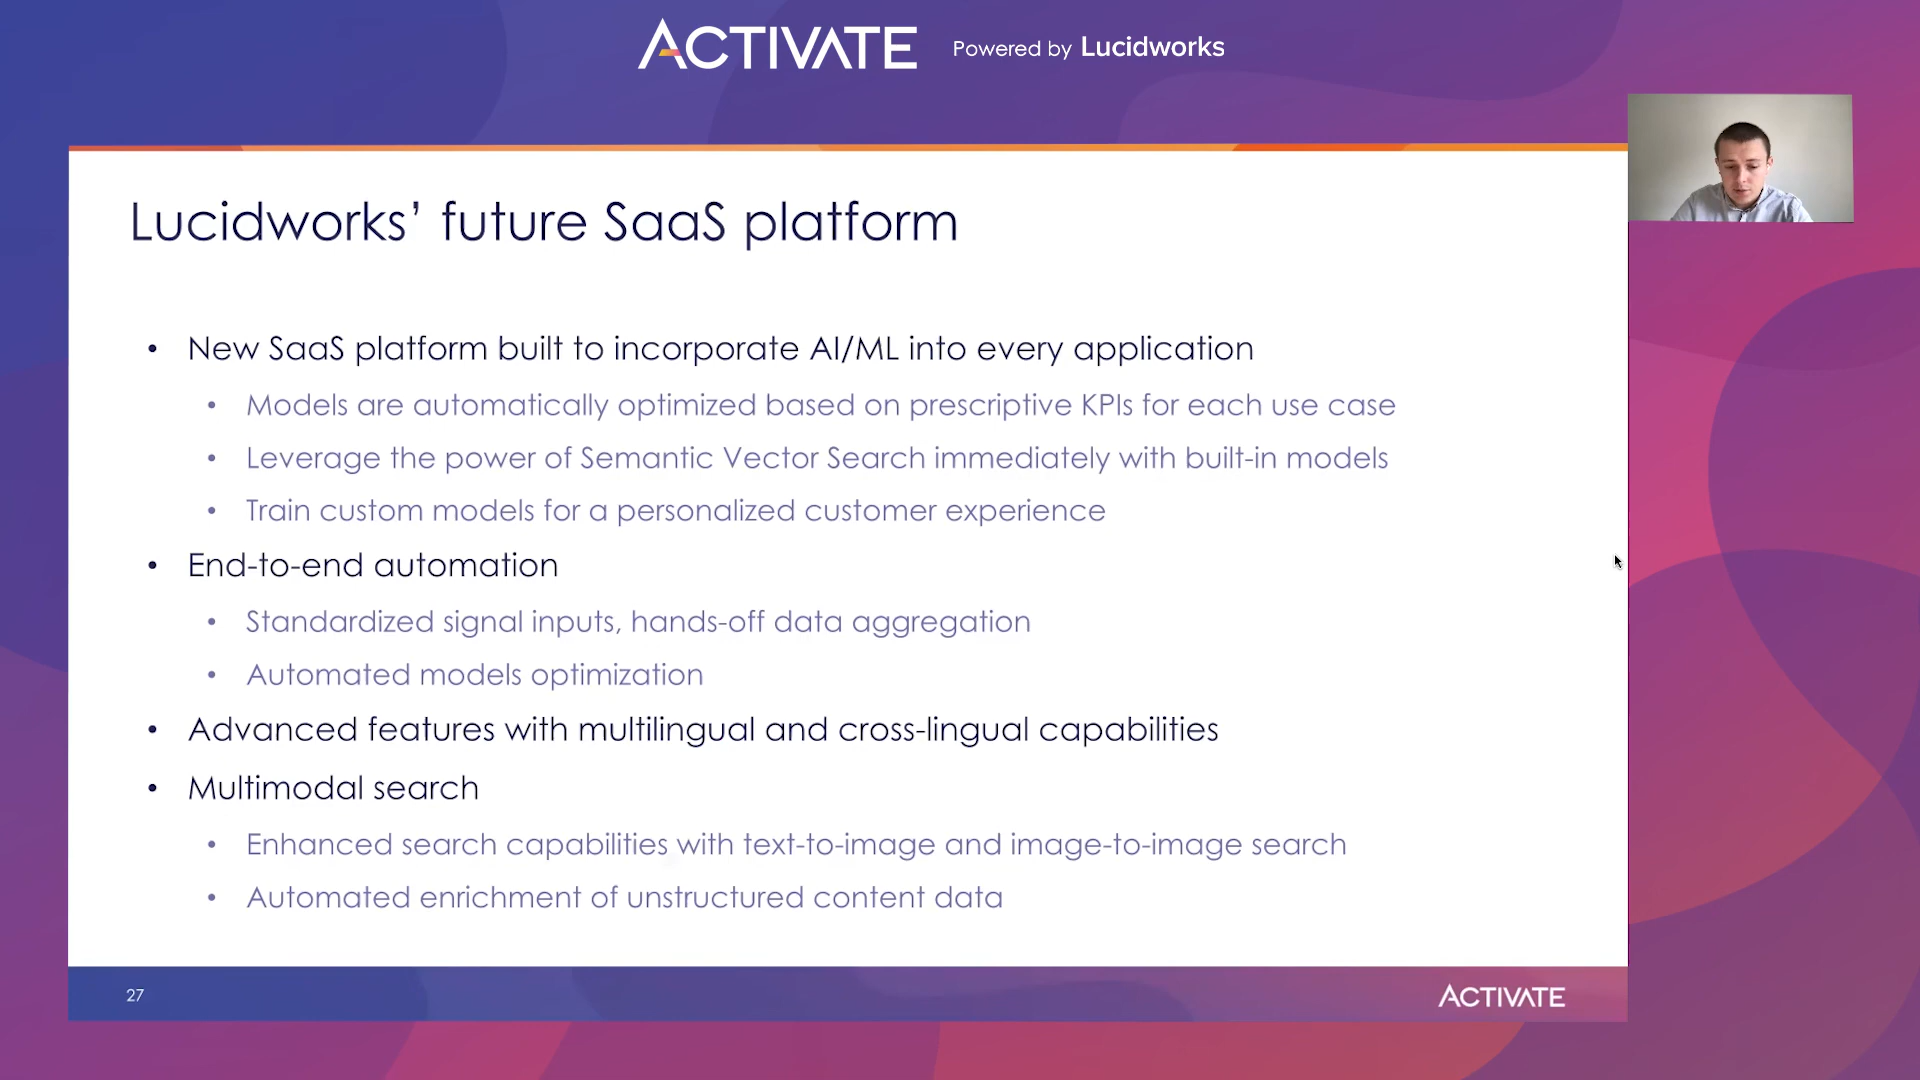 ACTIVATE Powered by Lucidworks
Lucidworks’ future SaaS platform
• New SaaS platform built to incorporate AI/ML into every application
• Models are automatically optimized based on prescriptive KPIs for each use case
• Leverage the power of Semantic Vector Search immediately with built-in models
• Train custom models for a personalized customer experience
• End-to-end automation
• Standardized signal inputs, hands-off data aggregation
• Automated models optimization
• Advanced features with multilingual and cross-lingual capabilities
• Multimodal search
• Enhanced search capabilities with text-to-image and image-to-image search
• Automated enrichment of unstructured content data
27 ACTIVATE